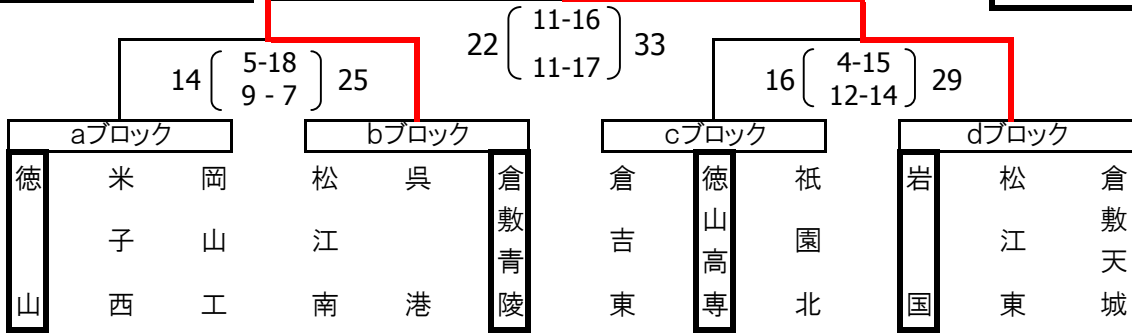 22 11-16 33
11-17
14 5-18 25
9 - 7
16 4-15 29
12-14
aブロック
bブロック
cブロック
dブロック
徳山
米子西
岡山工
松江南
呉港
倉敷青陵
倉吉東
徳山高専
祇園北
岩国
松江東
倉敷天城